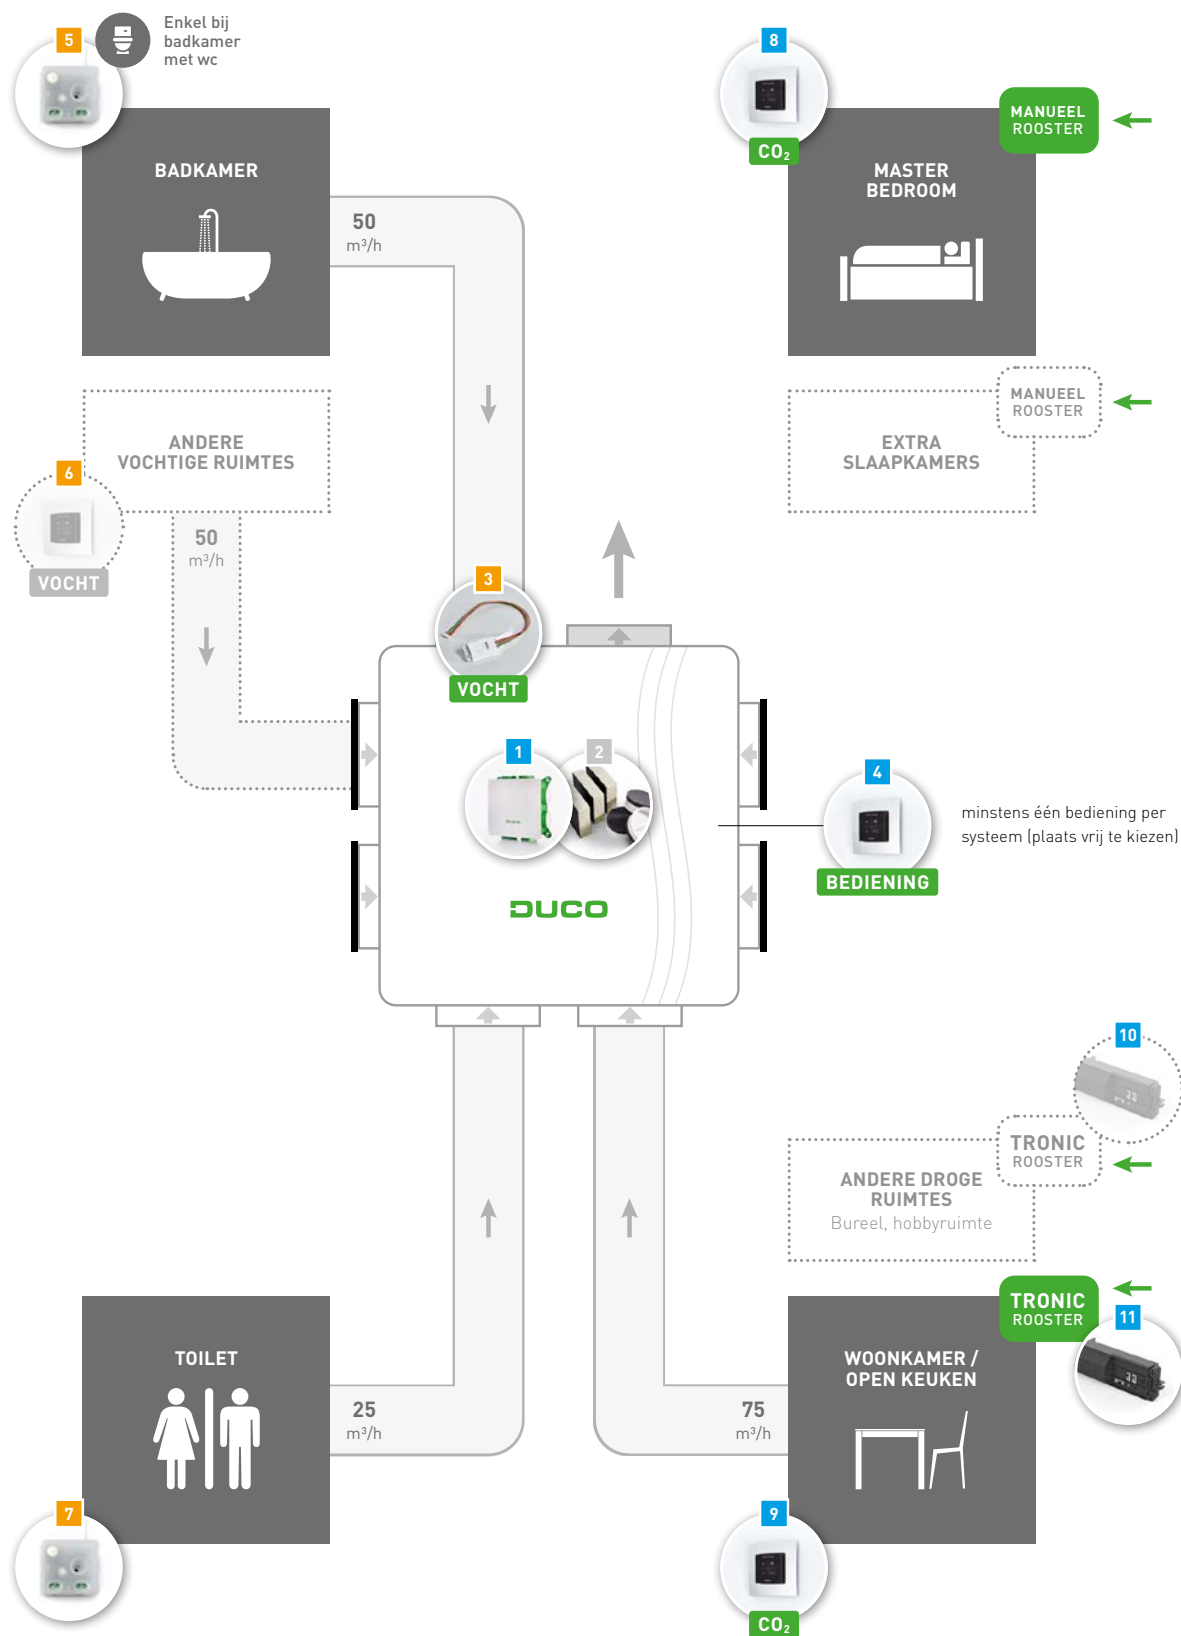 5
Enkel bij
badkamer
met wc
BADKAMER
50
m³/h
8
CO₂
MANUEEL
ROOSTER
MASTER
BEDROOM
ANDERE
VOCHTIGE RUIMTES
6
VOCHT
50
m³/h
MANUEEL
ROOSTER
EXTRA
SLAAPKAMERS
3
VOCHT
1
2
DUCO
4
BEDIENING
minstens één bediening per
systeem (plaats vrij te kiezen)
10
TRONIC
ROOSTER
ANDERE DROGE
RUIMTES
Bureel, hobbyruimte
TRONIC
ROOSTER
11
TOILET
25
m³/h
7
WOONKAMER /
OPEN KEUKEN
75
m³/h
9
CO₂